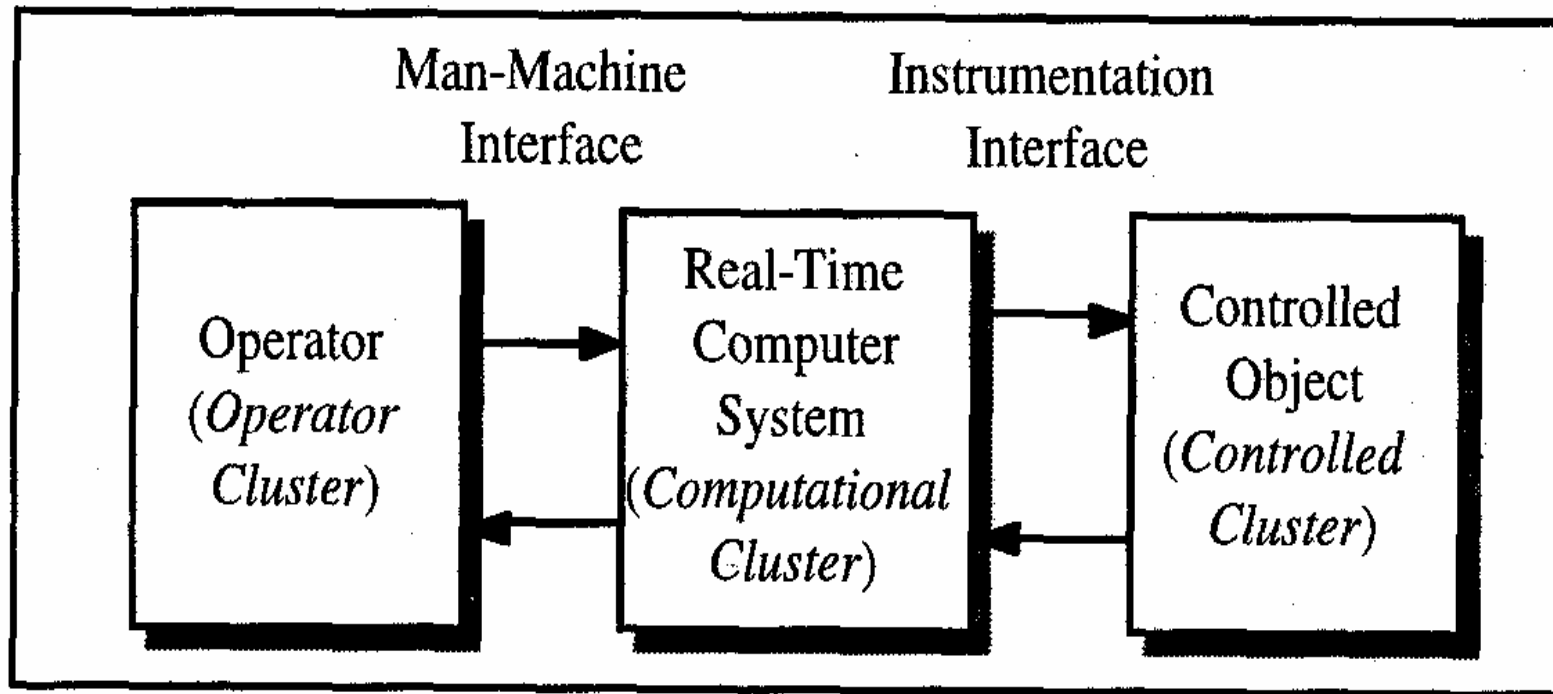 Man-Machine
Interface
Instrumentation
Interface
Operator
(Operator
Cluster)
Real-Time
Computer
System
(Computational
Cluster)
Controlled
Object
(Controlled
Cluster)